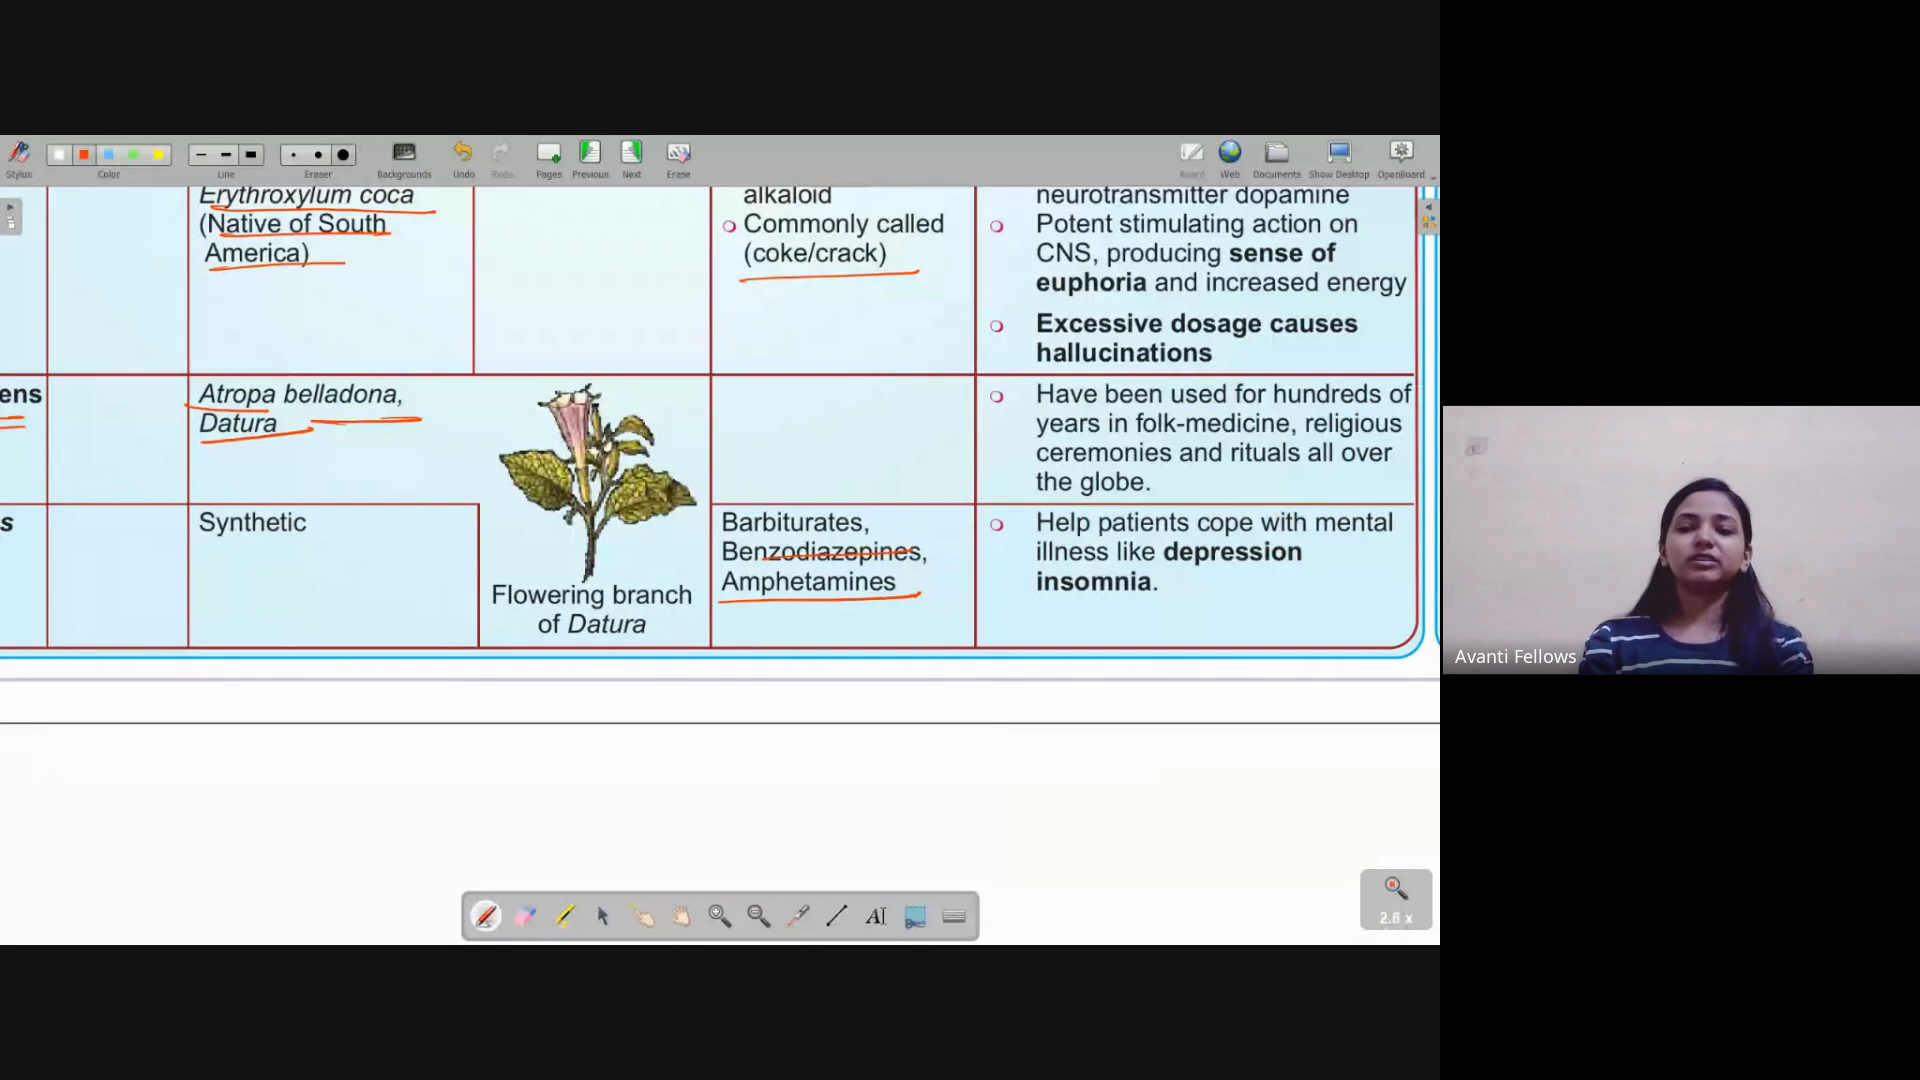 Stylus
Color
Line
Eraser
Backgrounds
Undo
Redo
Pages
Previous
Next
Erase
Board
Web
Documents
Show Desktop
OpenBoard
Erythroxylum coca
(Native of South
America)
alkaloid
Commonly called
(coke/crack)
neurotransmitter dopamine
Potent stimulating action on
CNS, producing sense of
euphoria and increased energy
Excessive dosage causes
hallucinations
ens
Atropa belladona,
Datura
Have been used for hundreds of
years in folk-medicine, religious
ceremonies and rituals all over
the globe.
s
Synthetic
Flowering branch
of Datura
Barbiturates,
Benzodiazepines,
Amphetamines
Help patients cope with mental
illness like depression
insomnia.
Avanti Fellows
AI
2.8 x